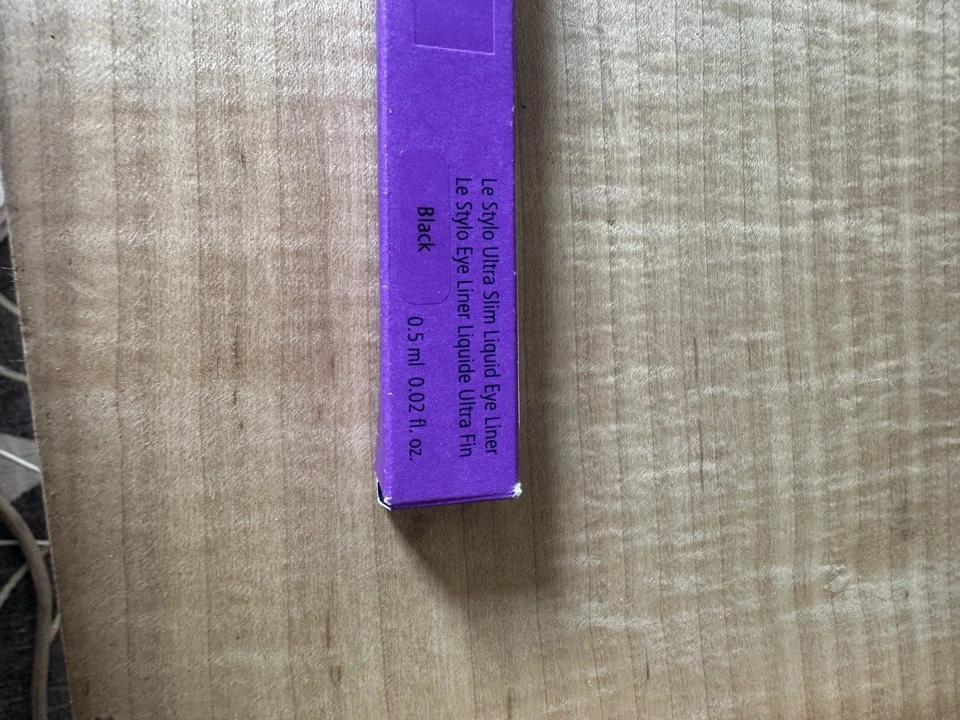 Le Stylo Ultra Slim Liquid Eye Liner
Le Stylo Eye Liner Liquide Ultra Fin
Black
0.5 ml 0.02 fl. oz.